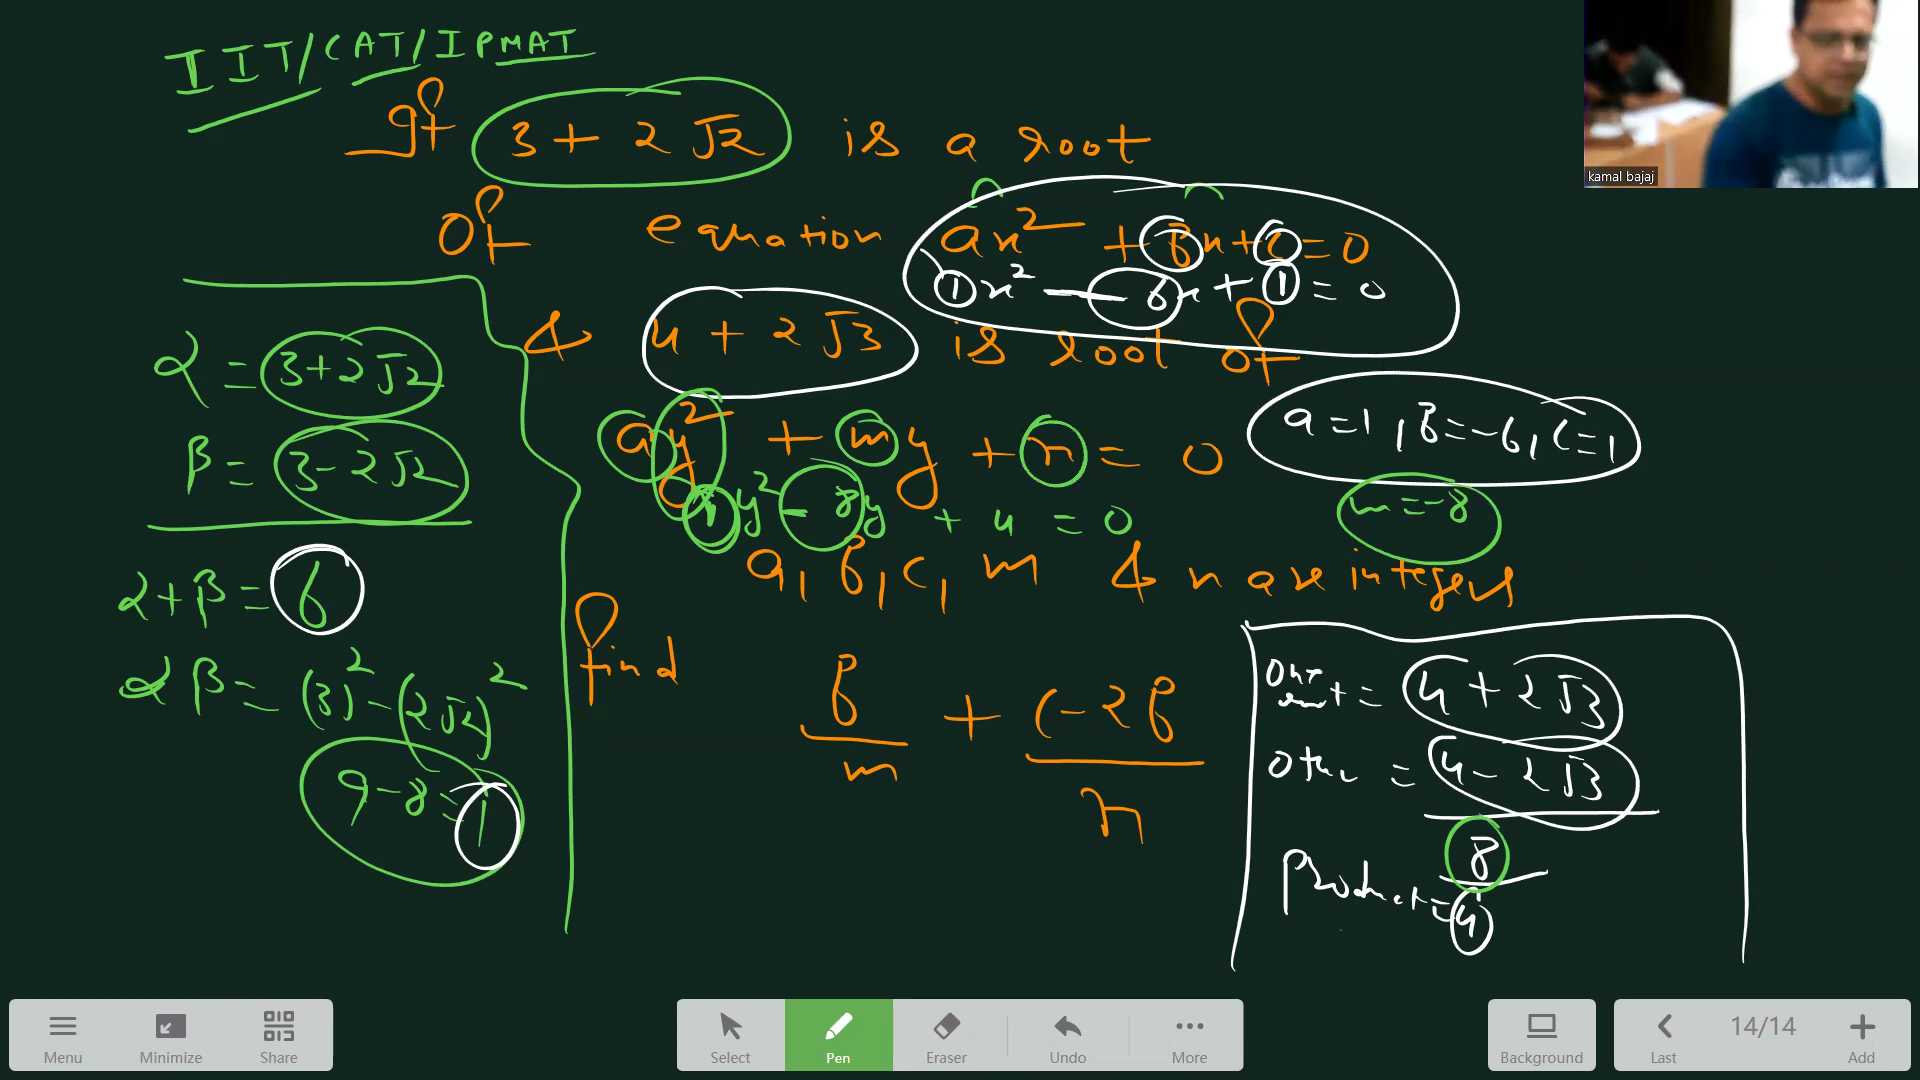 IIT/CAT/IPMAT
If 3 + 2√2 is a root
of equation ax² + bx + c = 0
1x² - 6x + 1 = 0
& 4 + 2√3 is root of
ay² + my + n = 0
1y² - 8y + 4 = 0
a = 1, b = -6, c = 1
m = -8
a, b, c, m & n are integers
find b/m + (c - 2b)/n
α = 3 + 2√2
β = 3 - 2√2
α + β = 6
αβ = (3)² - (2√2)²
9 - 8 = 1
One root = 4 + 2√3
Other = 4 - 2√3
8
Product = 4
kamal bajaj
Menu
Minimize
Share
Select
Pen
Eraser
Undo
More
Background
Last
14/14
Add